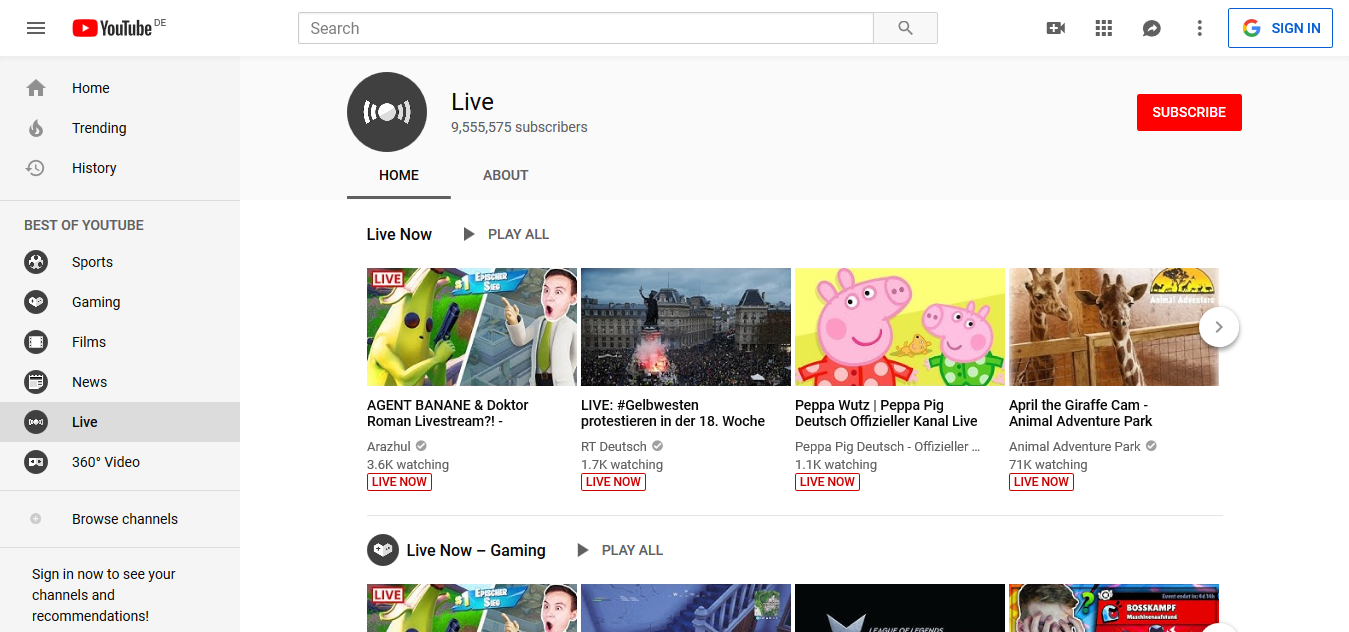 YouTube DE
Search
SIGN IN
Home
Trending
History
BEST OF YOUTUBE
Sports
Gaming
Films
News
Live
360° Video
Browse channels
Sign in now to see your
channels and
recommendations!
Live
9,555,575 subscribers
SUBSCRIBE
HOME
ABOUT
Live Now
PLAY ALL
LIVE
#1 EPISCHER
SIEG
AGENT BANANE & Doktor
Roman Livestream?! -
Arazhul
3.6K watching
LIVE NOW
LIVE: #Gelbwesten
protestieren in der 18. Woche
RT Deutsch
1.7K watching
LIVE NOW
Peppa Wutz | Peppa Pig
Deutsch Offizieller Kanal Live
Peppa Pig Deutsch - Offizieller ...
1.1K watching
LIVE NOW
Animal Adventure
April the Giraffe Cam -
Animal Adventure Park
Animal Adventure Park
71K watching
LIVE NOW
Live Now – Gaming
PLAY ALL
LIVE
#1 EPISCHER
SIEG
LEAGUE OF LEGENDS
Event endet in: 4d 14h
BOSSKAMPF
Maschinenaufstand